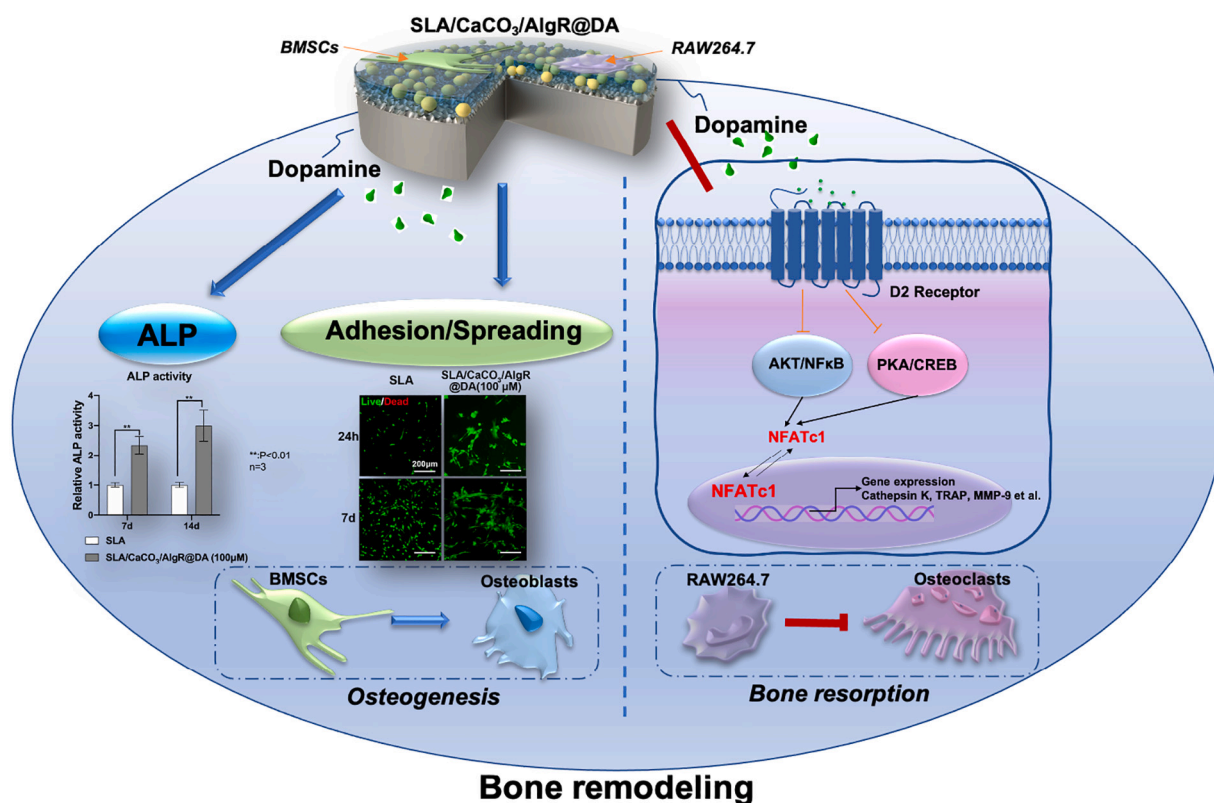 SLA/CaCO₃/AlgR@DA
BMSCs
RAW264.7
Dopamine
Dopamine
D2 Receptor
ALP
Adhesion/Spreading
AKT/NFκB
PKA/CREB
NFATc1
NFATc1
Gene expression
Cathepsin K, TRAP, MMP-9 et al.
ALP activity
Relative ALP activity
4
3
2
1
0
**
**
7d
14d
**:P<0.01
n=3
SLA
SLA/CaCO₃/AlgR@DA (100μM)
SLA
SLA/CaCO₃/AlgR
@DA(100 μM)
Live/Dead
24h
200μm
7d
BMSCs
Osteoblasts
Osteogenesis
RAW264.7
Osteoclasts
Bone resorption
Bone remodeling